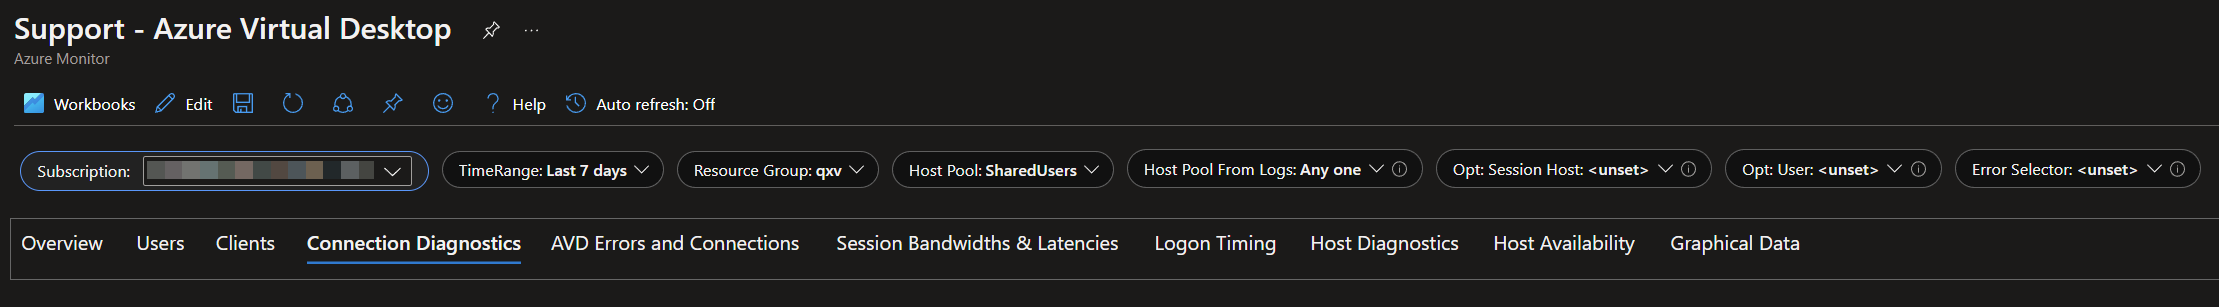 Support - Azure Virtual Desktop ...
Azure Monitor
Workbooks Edit Help Auto refresh: Off
Subscription: TimeRange: Last 7 days Resource Group: qxv Host Pool: SharedUsers Host Pool From Logs: Any one Opt: Session Host: <unset> Opt: User: <unset> Error Selector: <unset>
Overview Users Clients Connection Diagnostics AVD Errors and Connections Session Bandwidths & Latencies Logon Timing Host Diagnostics Host Availability Graphical Data